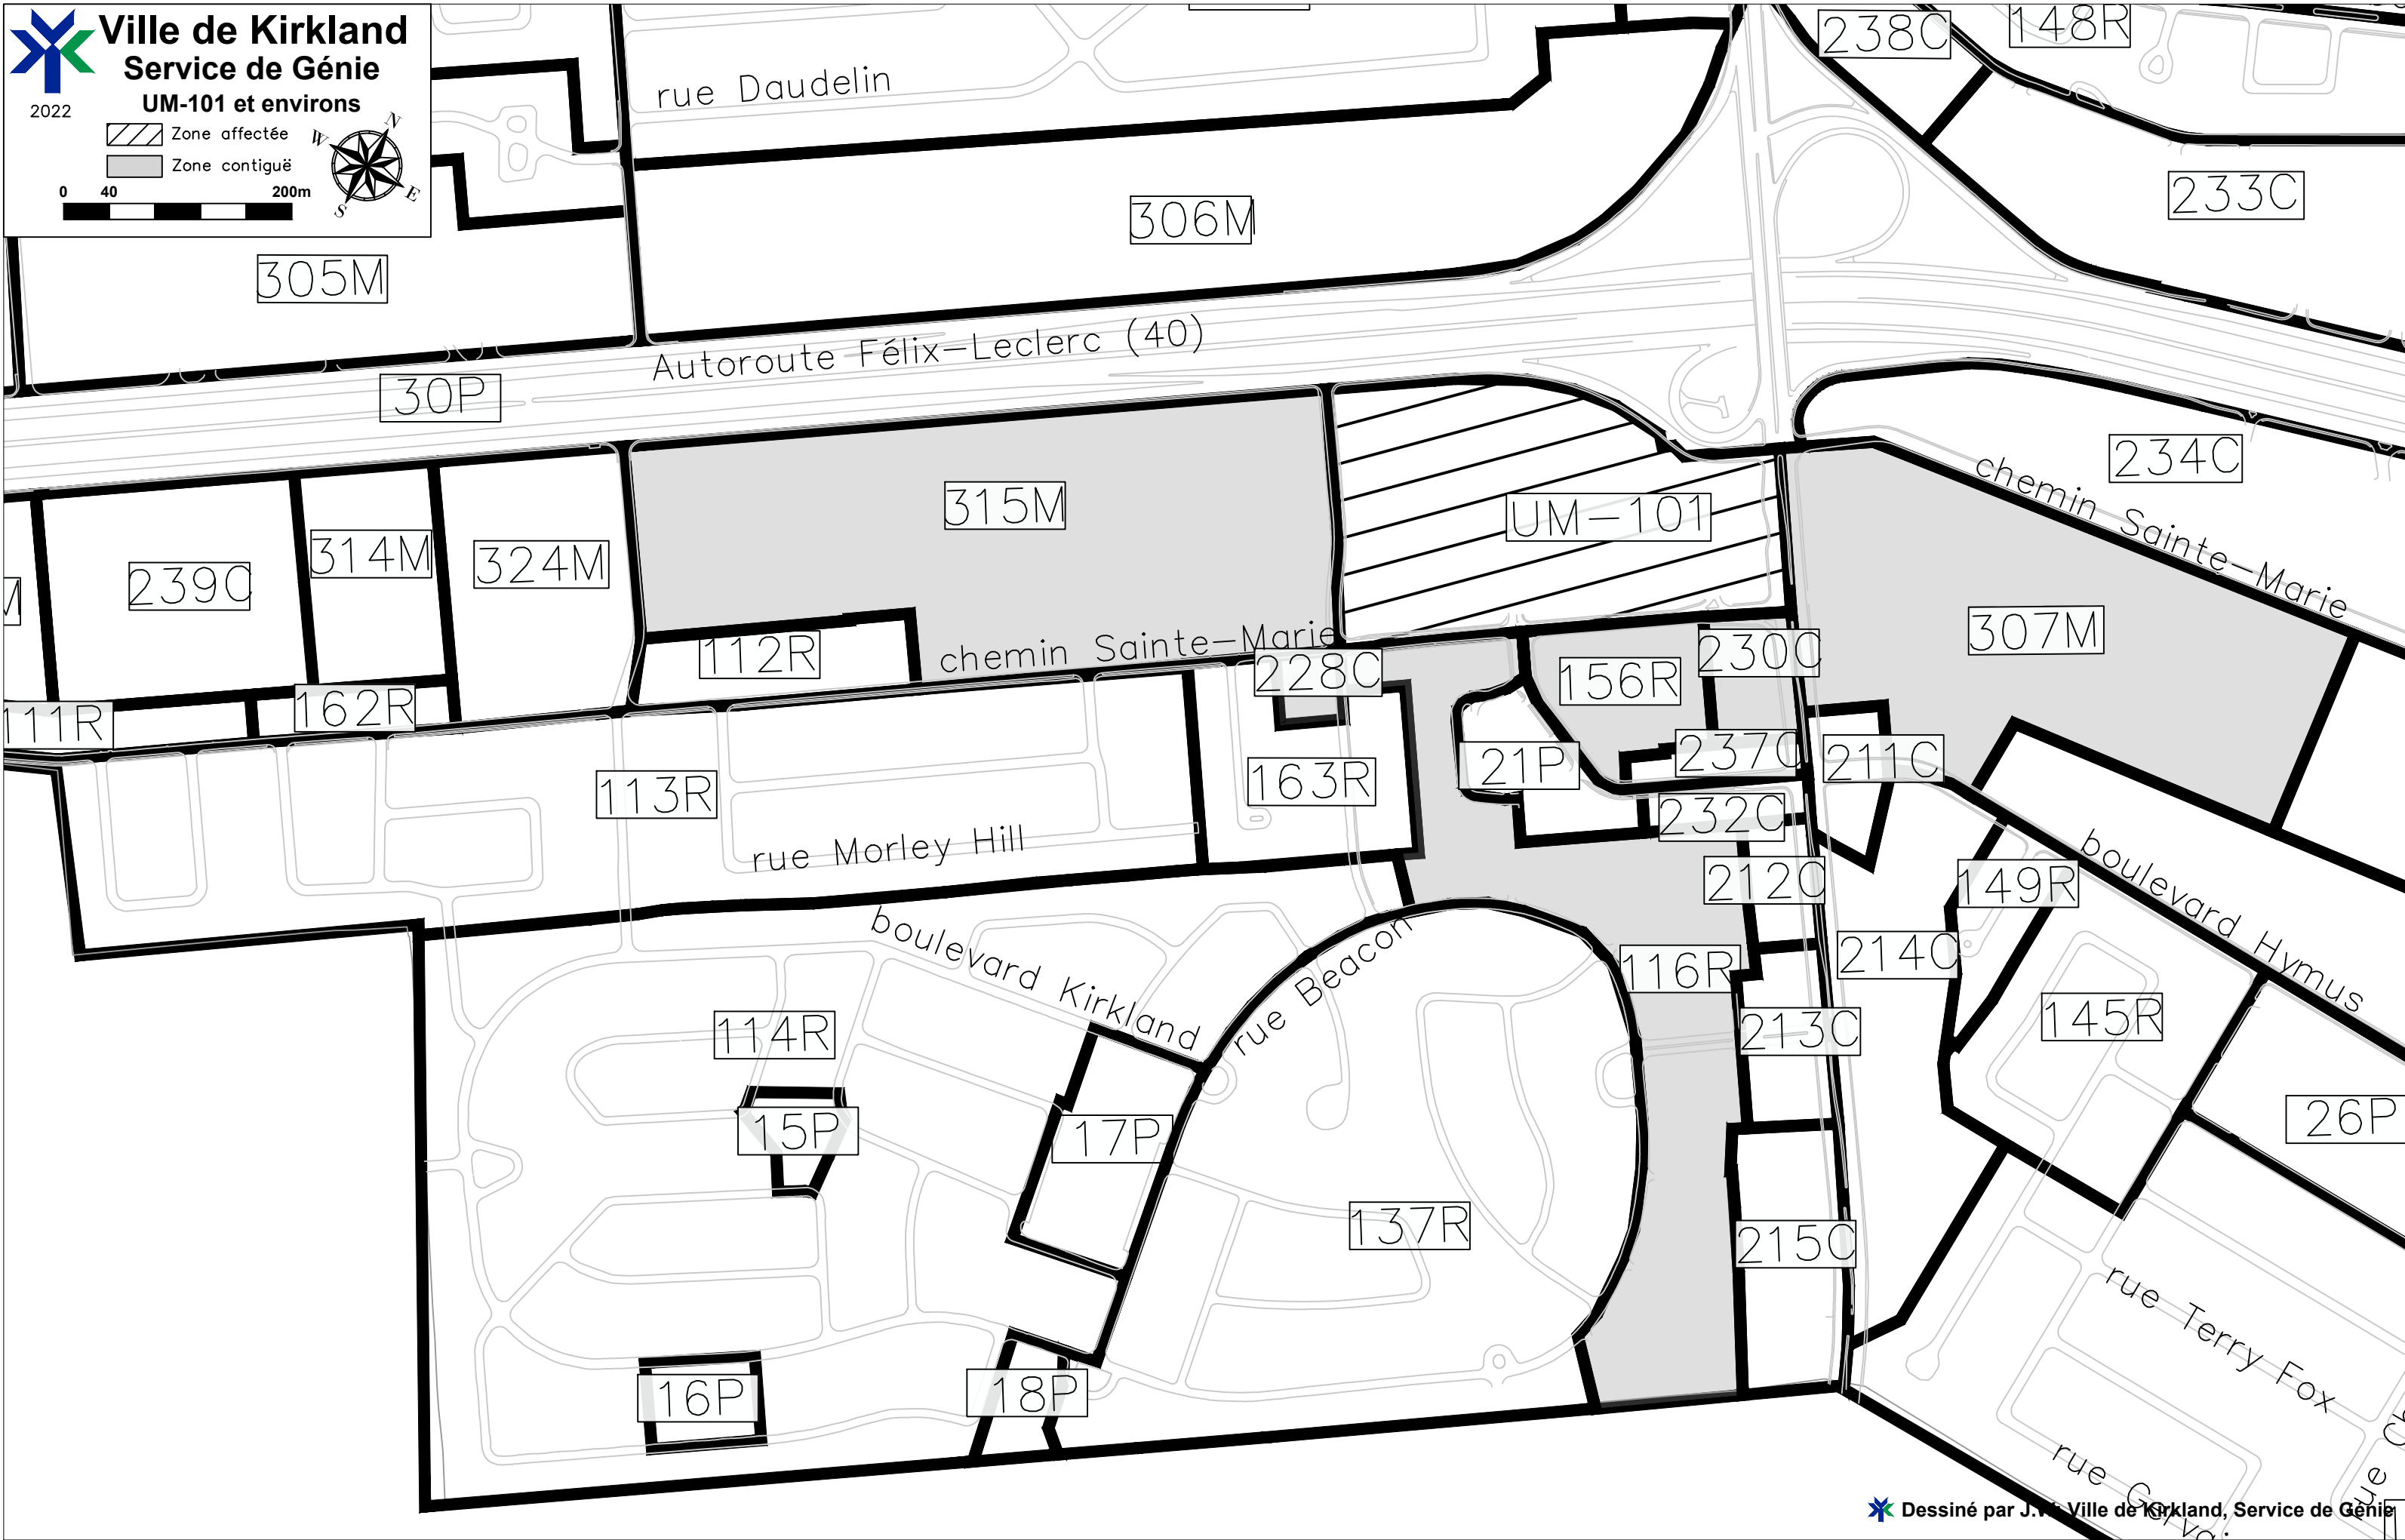 Ville de Kirkland
Service de Génie
2022
UM-101 et environs
Zone affectée
Zone contiguë
0 40 200m
N
W
E
S
238C
148R
rue Daudelin
306M
233C
305M
Autoroute Félix-Leclerc (40)
30P
234C
chemin Sainte-Marie
315M
UM-101
314M
324M
239C
M
307M
112R
chemin Sainte-Marie
228C
156R
230C
162R
111R
237C
211C
21P
163R
113R
232C
rue Morley Hill
boulevard Hymus
212C
149R
boulevard Kirkland
rue Beacon
116R
214C
145R
114R
213C
15P
17P
26P
137R
215C
rue Terry Fox
16P
18P
rue
Dessiné par J.V. Ville de Kirkland, Service de Génie